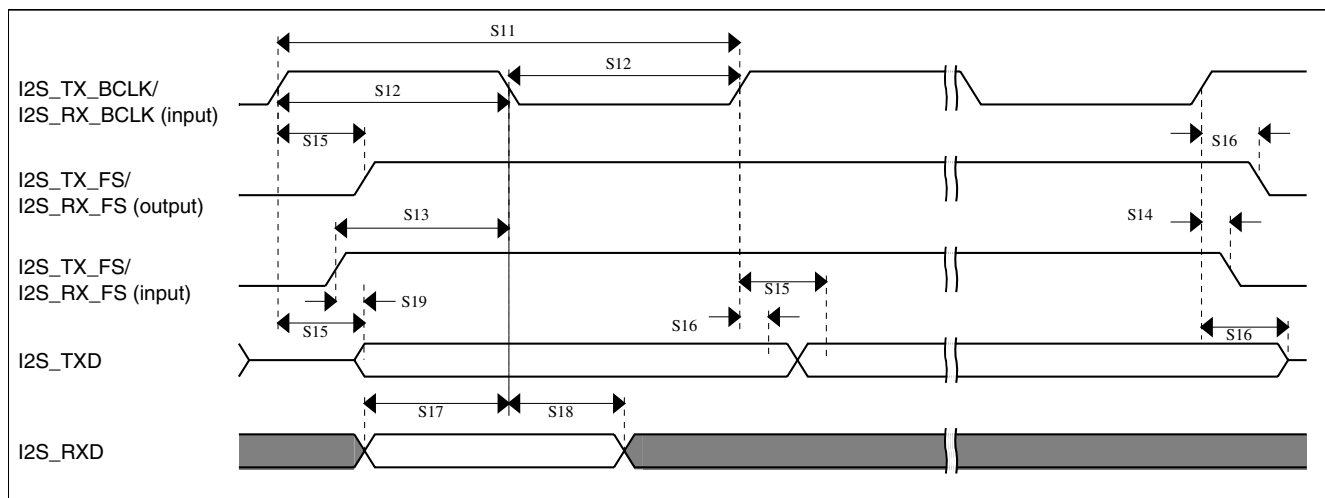 S11
I2S_TX_BCLK/
I2S_RX_BCLK (input)
S12
S12
S15
S16
I2S_TX_FS/
I2S_RX_FS (output)
S13
S14
I2S_TX_FS/
I2S_RX_FS (input)
S19
S15
S15
S16
S16
I2S_TXD
S17
S18
I2S_RXD